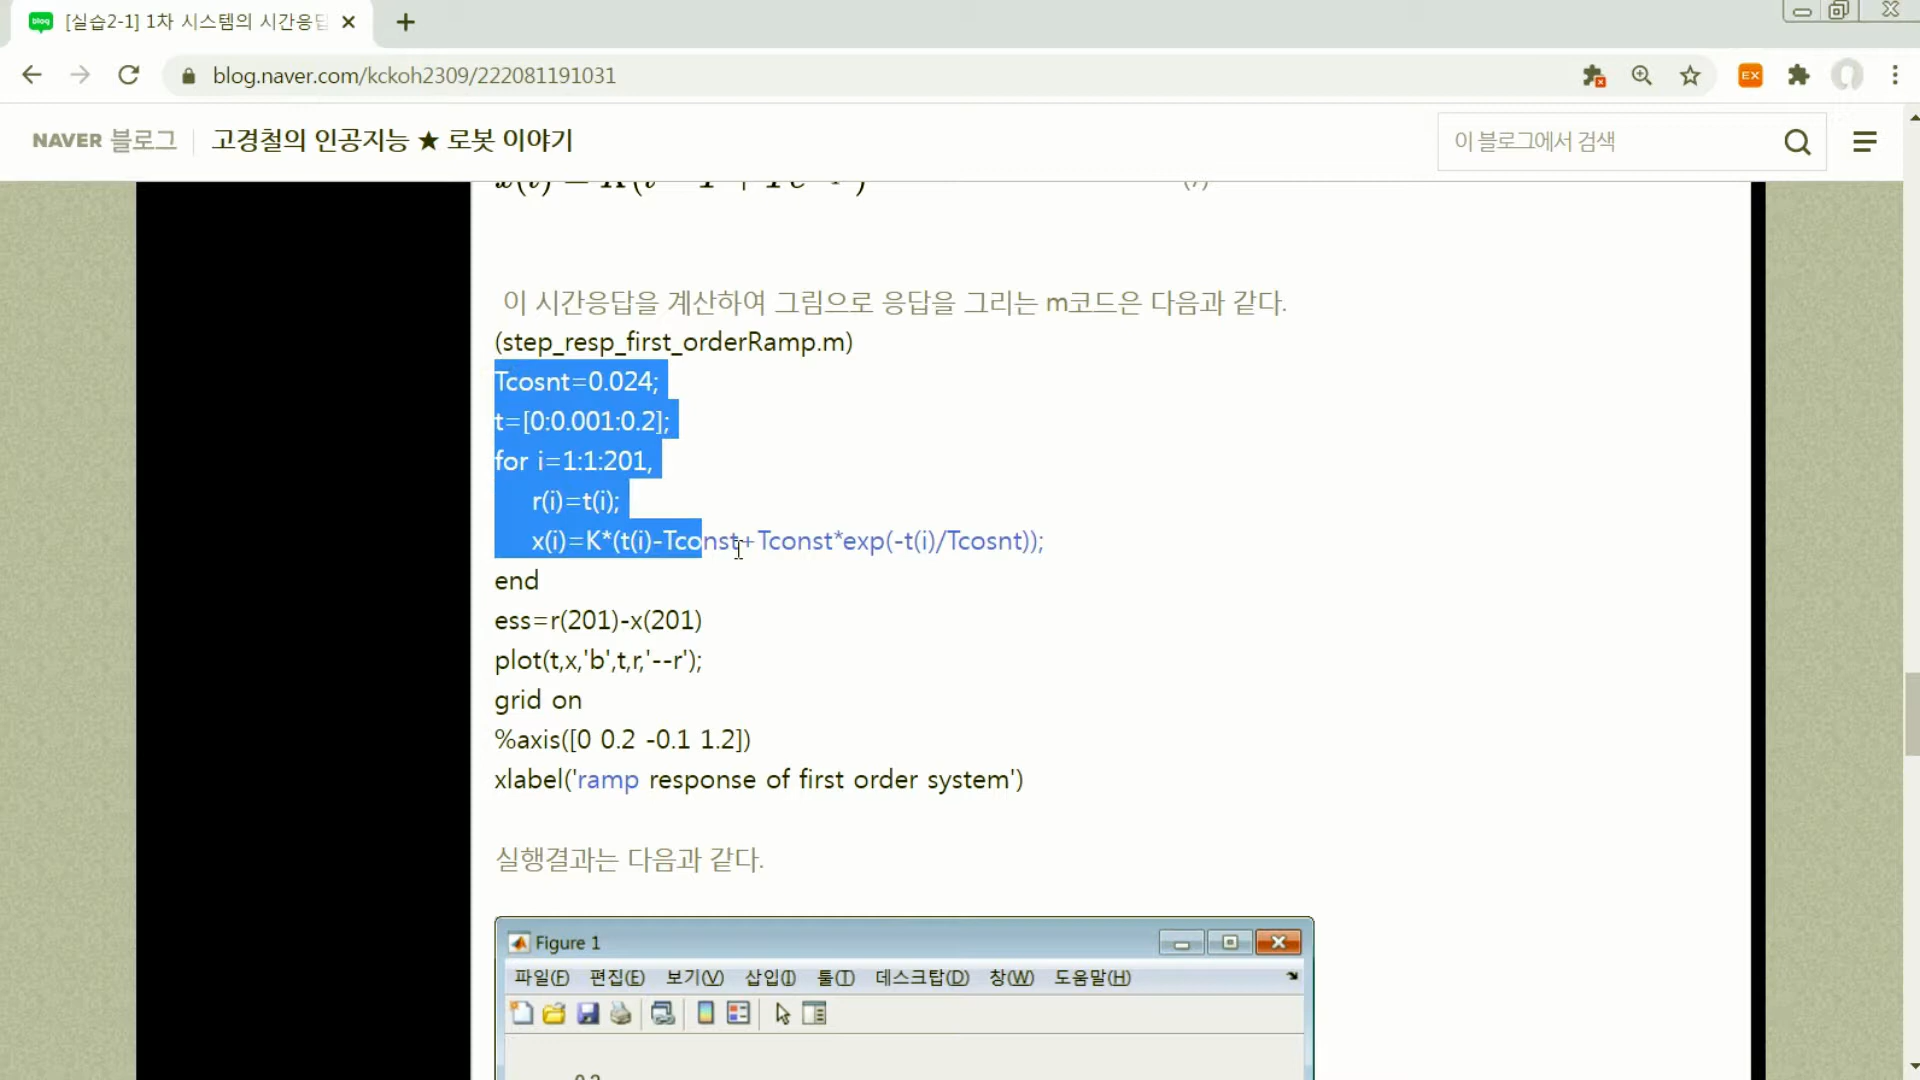 blog
[실습2-1] 1차 시스템의 시간응답
blog.naver.com/kckoh2309/222081191031
EX
NAVER 블로그
고경철의 인공지능 ★ 로봇 이야기
이 블로그에서 검색
이 시간응답을 계산하여 그림으로 응답을 그리는 m코드은 다음과 같다.
(step_resp_first_orderRamp.m)
Tcosnt=0.024;
t=[0:0.001:0.2];
for i=1:1:201,
r(i)=t(i);
x(i)=K*(t(i)-Tconst+Tconst*exp(-t(i)/Tcosnt));
end
ess=r(201)-x(201)
plot(t,x,'b',t,r,'--r');
grid on
%axis([0 0.2 -0.1 1.2])
xlabel('ramp response of first order system')
실행결과는 다음과 같다.
Figure 1
파일(F) 편집(E) 보기(V) 삽입(I) 툴(T) 데스크탑(D) 창(W) 도움말(H)